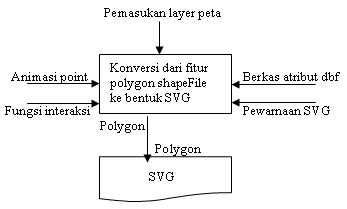 Pemasukan layer peta
Konversi dari fitur
polygon shapeFile
ke bentuk SVG
Animasi point
Fungsi interaksi
Berkas atribut dbf
Pewarnaan SVG
Polygon
Polygon
SVG